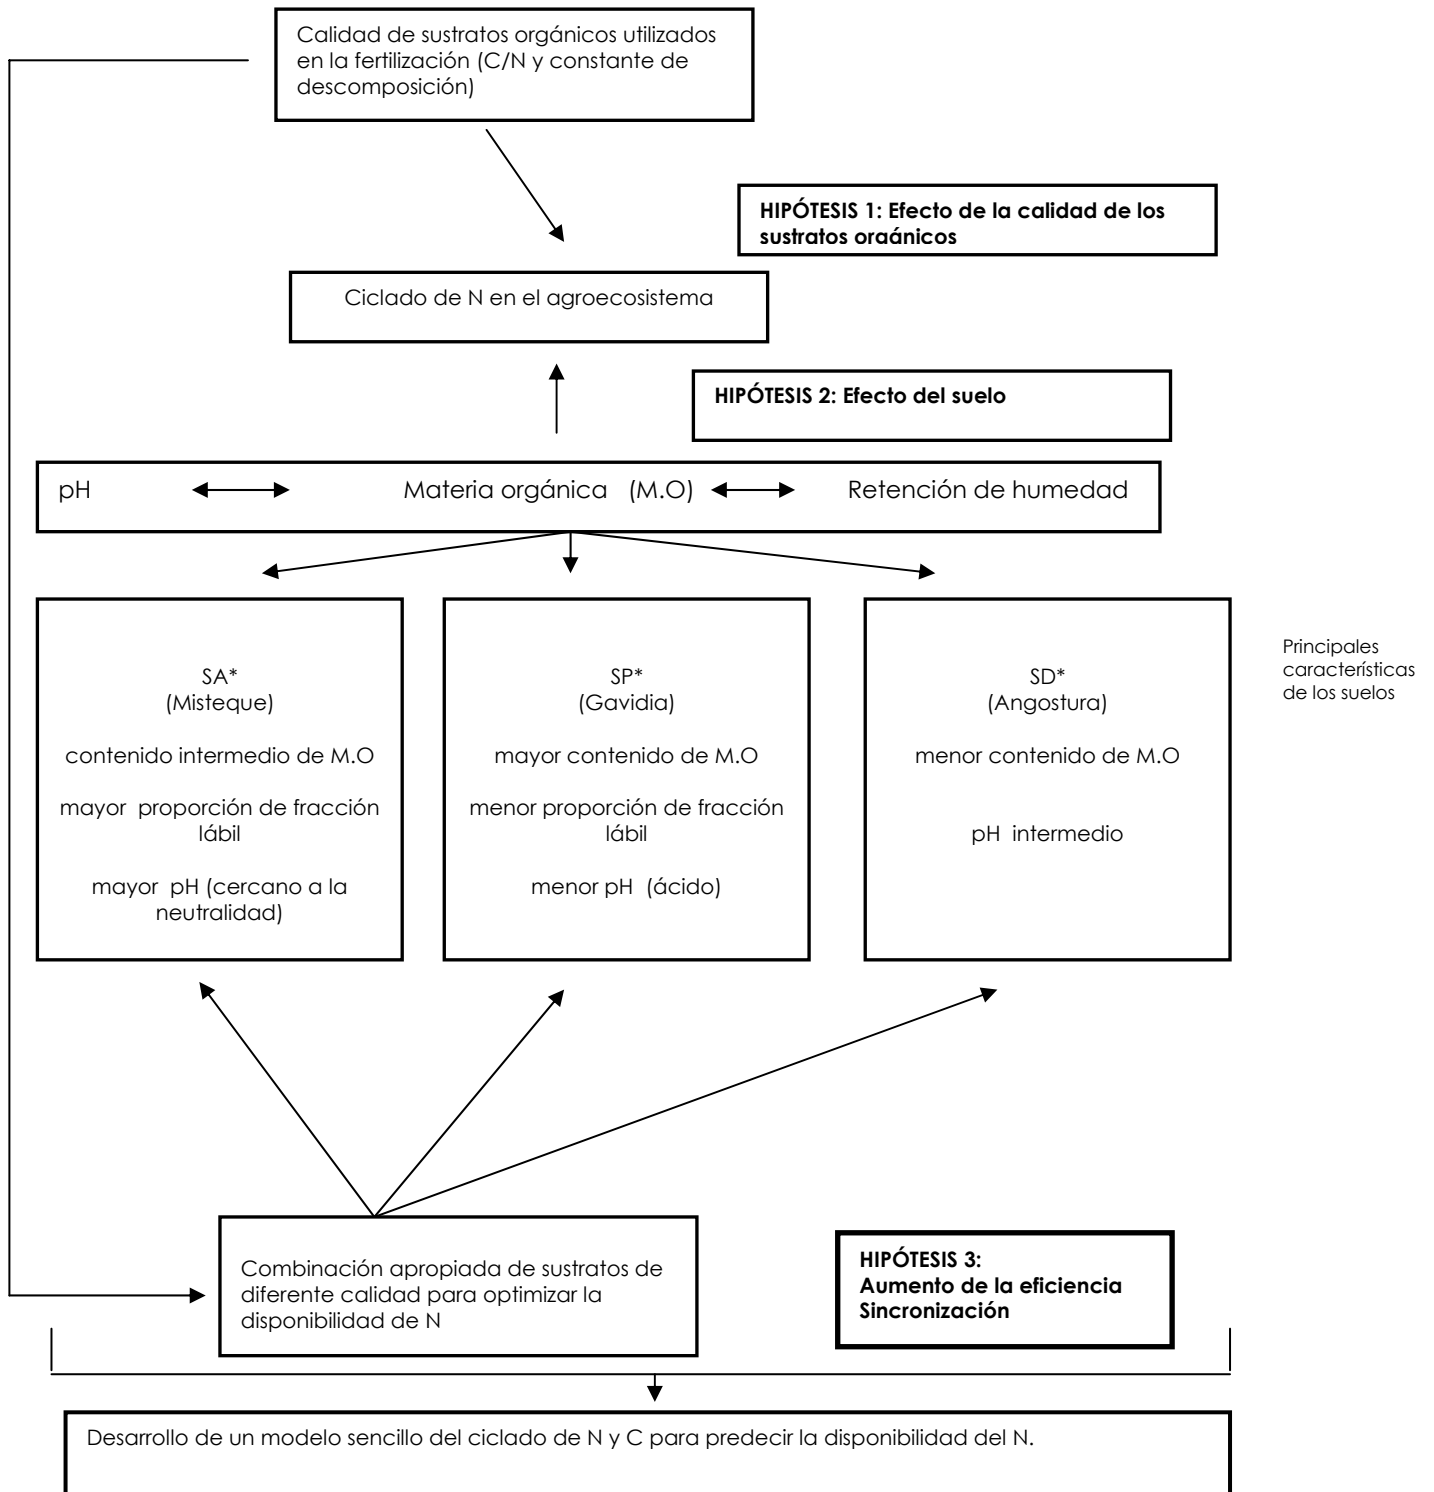 Calidad de sustratos orgánicos utilizados
en la fertilización (C/N y constante de
descomposición)
HIPÓTESIS 1: Efecto de la calidad de los
sustratos oraánicos
Ciclado de N en el agroecosistema
HIPÓTESIS 2: Efecto del suelo
pH Materia orgánica (M.O) Retención de humedad
SA*
(Misteque)
contenido intermedio de M.O
mayor proporción de fracción
lábil
mayor pH (cercano a la
neutralidad)
SP*
(Gavidia)
mayor contenido de M.O
menor proporción de fracción
lábil
menor pH (ácido)
SD*
(Angostura)
menor contenido de M.O
pH intermedio
Principales
características
de los suelos
Combinación apropiada de sustratos de
diferente calidad para optimizar la
disponibilidad de N
HIPÓTESIS 3:
Aumento de la eficiencia
Sincronización
Desarrollo de un modelo sencillo del ciclado de N y C para predecir la disponibilidad del N.